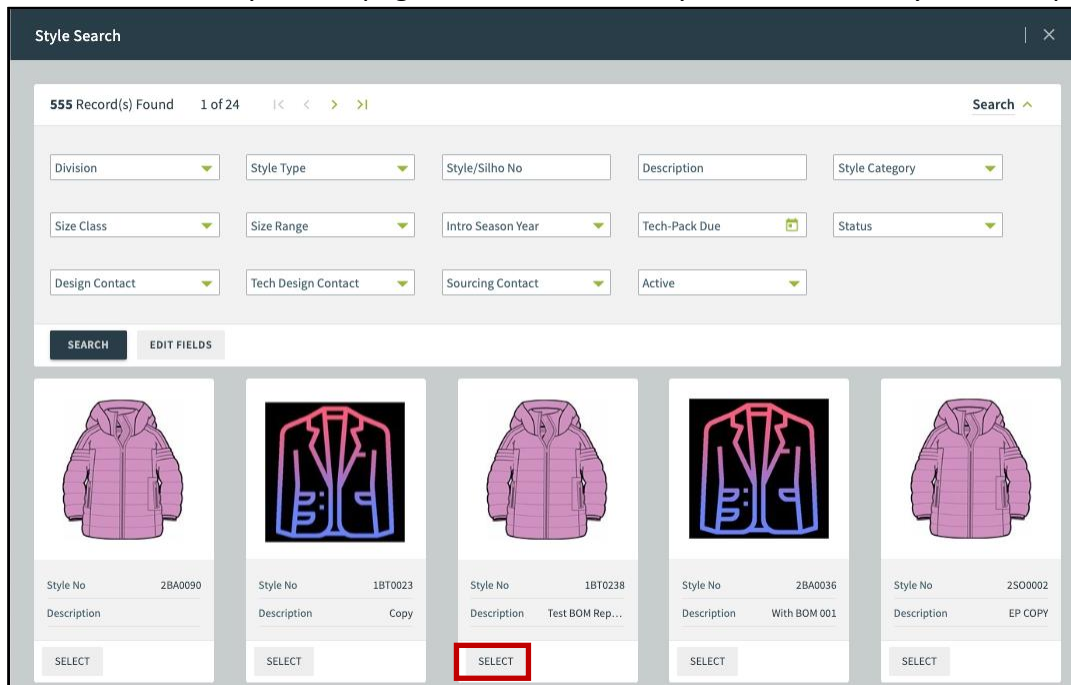 Style Search
555 Record(s) Found 1 of 24
Search
Division Style Type Style/Silho No Description Style Category
Size Class Size Range Intro Season Year Tech-Pack Due Status
Design Contact Tech Design Contact Sourcing Contact Active
SEARCH EDIT FIELDS
Style No 2BA0090 Style No 1BT0023 Style No 1BT0238 Style No 2BA0036 Style No 2SO0002
Description Description Copy Description Test BOM Rep... Description With BOM 001 Description EP COPY
SELECT SELECT SELECT SELECT SELECT